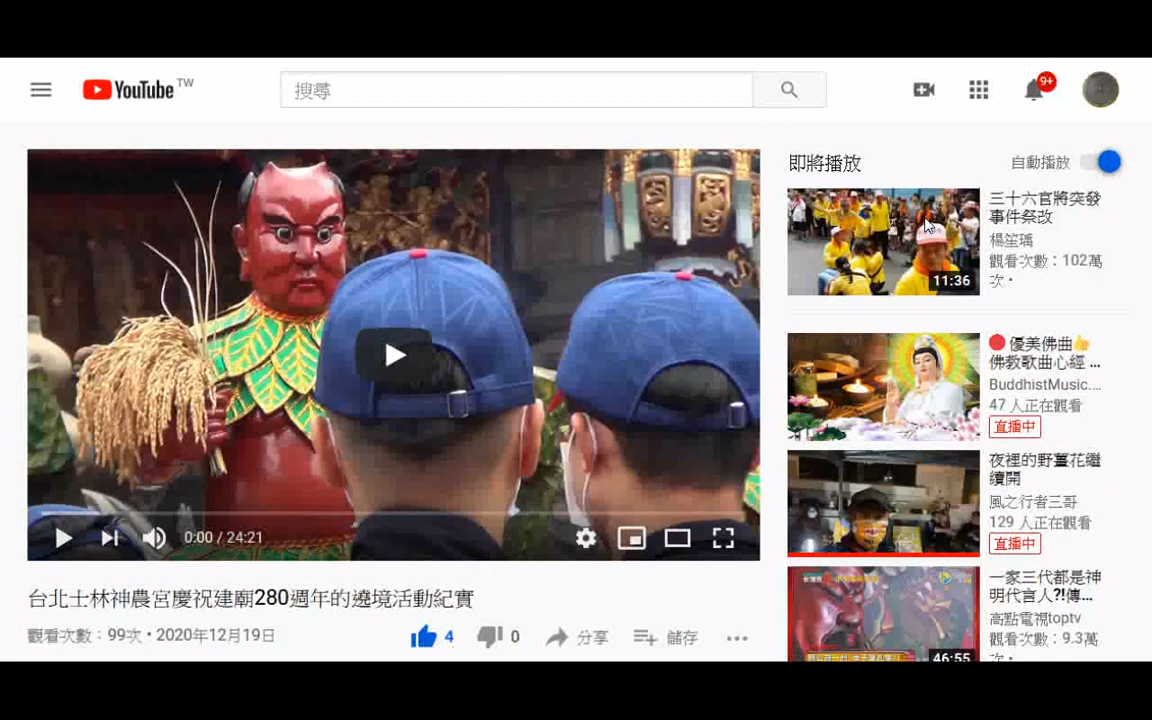 YouTube TW
搜尋
9+
即將播放
自動播放
三十六官將突發
事件祭改
楊笙瑀
觀看次數：102萬
次・
11:36
優美佛曲
佛教歌曲心經 ...
BuddhistMusic....
47 人正在觀看
直播中
夜裡的野薑花繼
續開
風之行者三哥
129 人正在觀看
直播中
一家三代都是神
明代言人?!傳...
高點電視toptv
觀看次數：9.3萬
次・
46:55
0:00 / 24:21
台北士林神農宮慶祝建廟280週年的遶境活動紀實
觀看次數：99次・2020年12月19日
4
0
分享
儲存